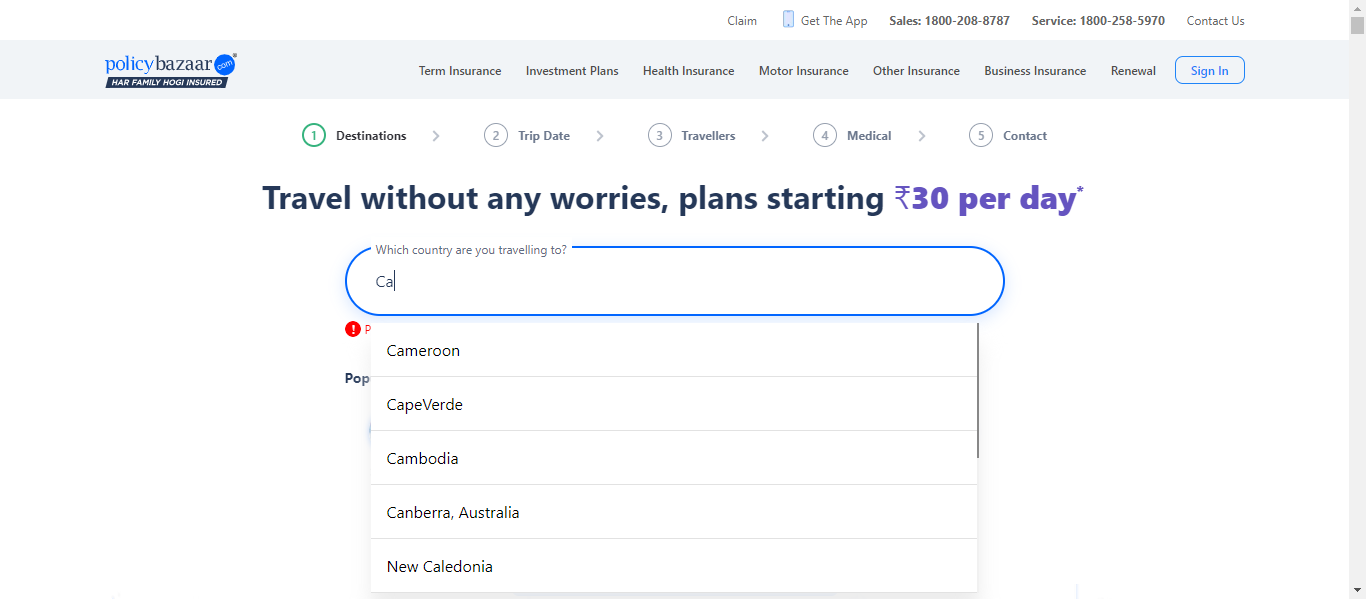 Claim Get The App Sales: 1800-208-8787 Service: 1800-258-5970 Contact Us
policybazaar.com
HAR FAMILY HOGI INSURED
Term Insurance Investment Plans Health Insurance Motor Insurance Other Insurance Business Insurance Renewal Sign In
1 Destinations 2 Trip Date 3 Travellers 4 Medical 5 Contact
Travel without any worries, plans starting ₹30 per day*
Which country are you travelling to?
Ca
P
Cameroon
Pop
CapeVerde
Cambodia
Canberra, Australia
New Caledonia